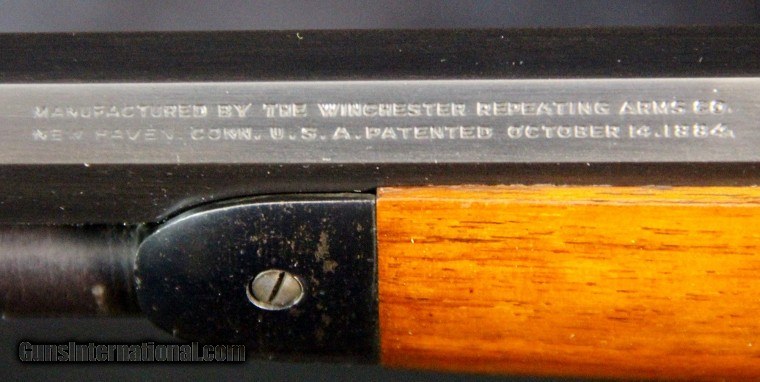 MANUFACTURED BY THE WINCHESTER REPEATING ARMS CO.
NEW HAVEN. CONN. U. S. A. PATENTED OCTOBER 14. 1884.
GunsInternational.com